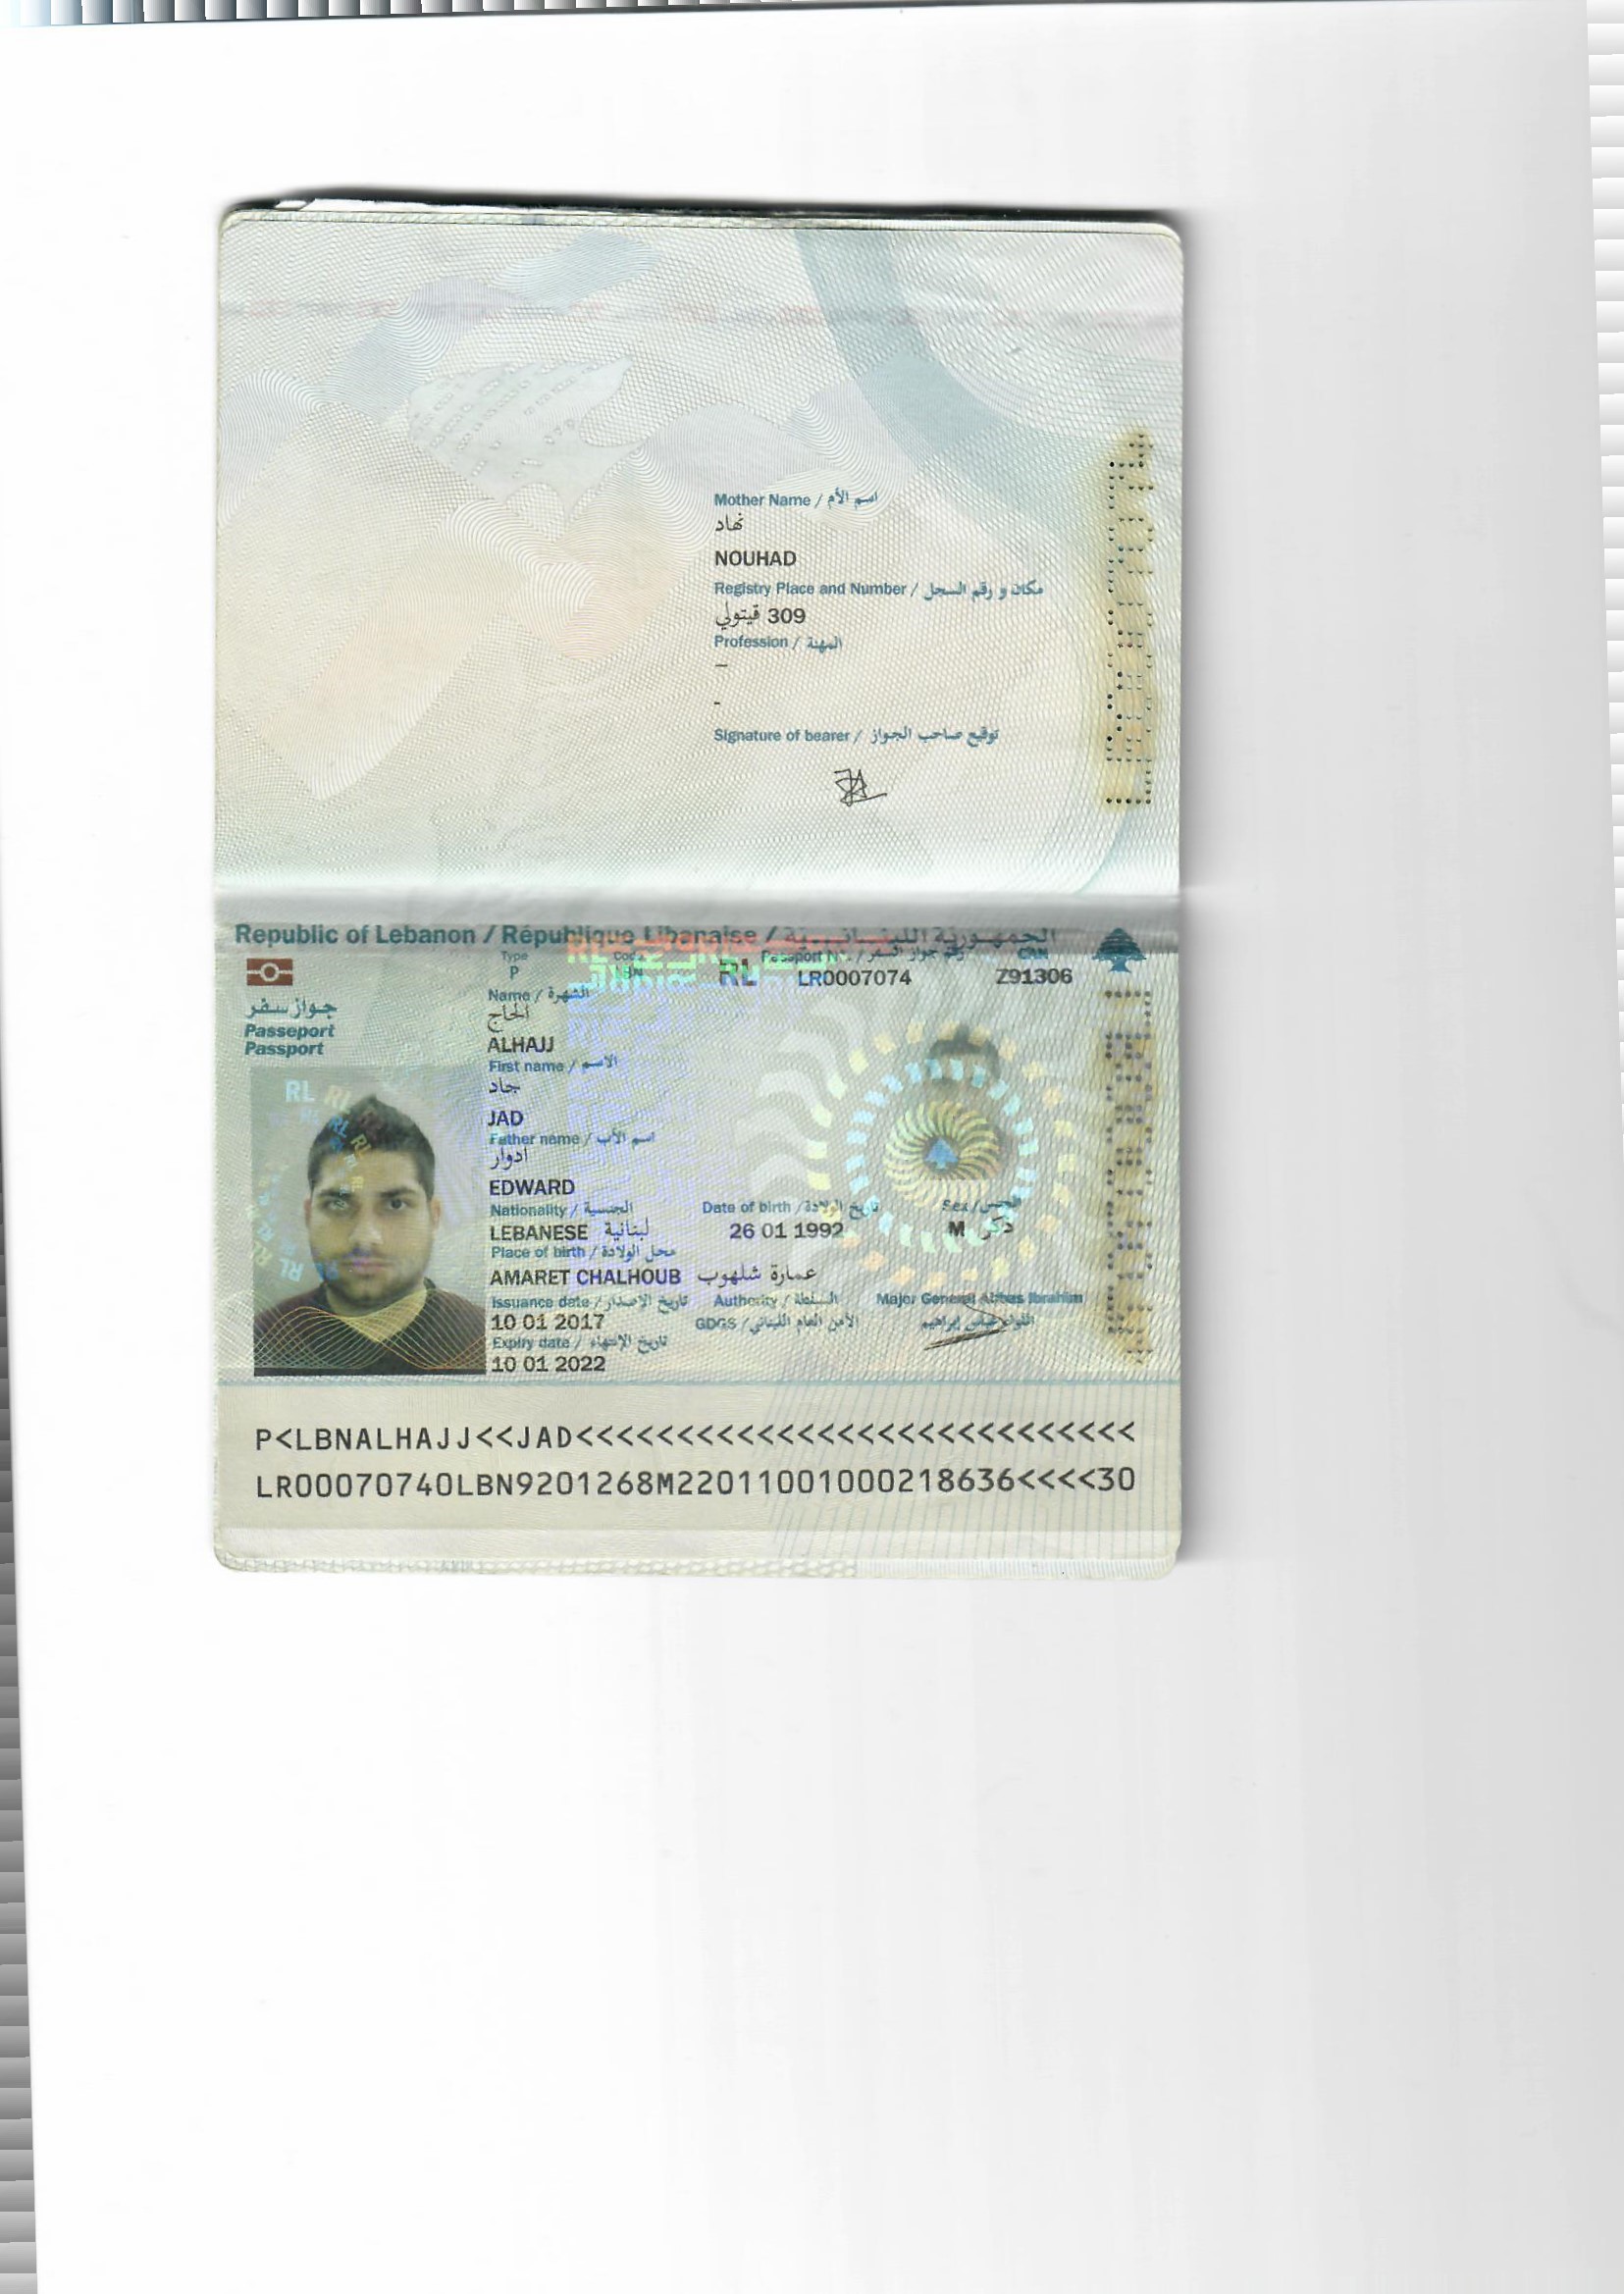 Mother Name / اسم الأم
نهاد
NOUHAD
Registry Place and Number / مكان و رقم السجل
309 قيتولي
Profession / المهنة
–
-
Signature of bearer / توقيع صاحب الجواز
Republic of Lebanon / République Libanaise / الجمهورية اللبنانية
Type Code Passport N°. / رقم جواز السفر CAN
P RL LR0007074 Z91306
جواز سفر
Passeport
Passport
Name / الشهرة
الحاج
ALHAJJ
First name / الاسم
جاد
JAD
Father name / اسم الأب
ادوار
EDWARD
Nationality / الجنسية Date of birth / تاريخ الولادة Sex / الجنس
LEBANESE لبنانية 26 01 1992 M ذكر
Place of birth / محل الولادة
AMARET CHALHOUB عمارة شلهوب
Issuance date / تاريخ الاصدار Authority / السلطة Major General Abbas Ibrahim
10 01 2017 GDGS / الأمن العام اللبناني اللواء عباس إبراهيم
Expiry date / تاريخ الإنتهاء
10 01 2022
P<LBNALHAJJ<<JAD<<<<<<<<<<<<<<<<<<<<<<<<<<<<
LR00070740LBN9201268M22011001000218636<<<<30